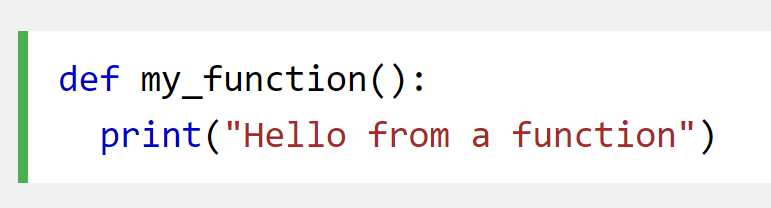 def my_function():
  print("Hello from a function")